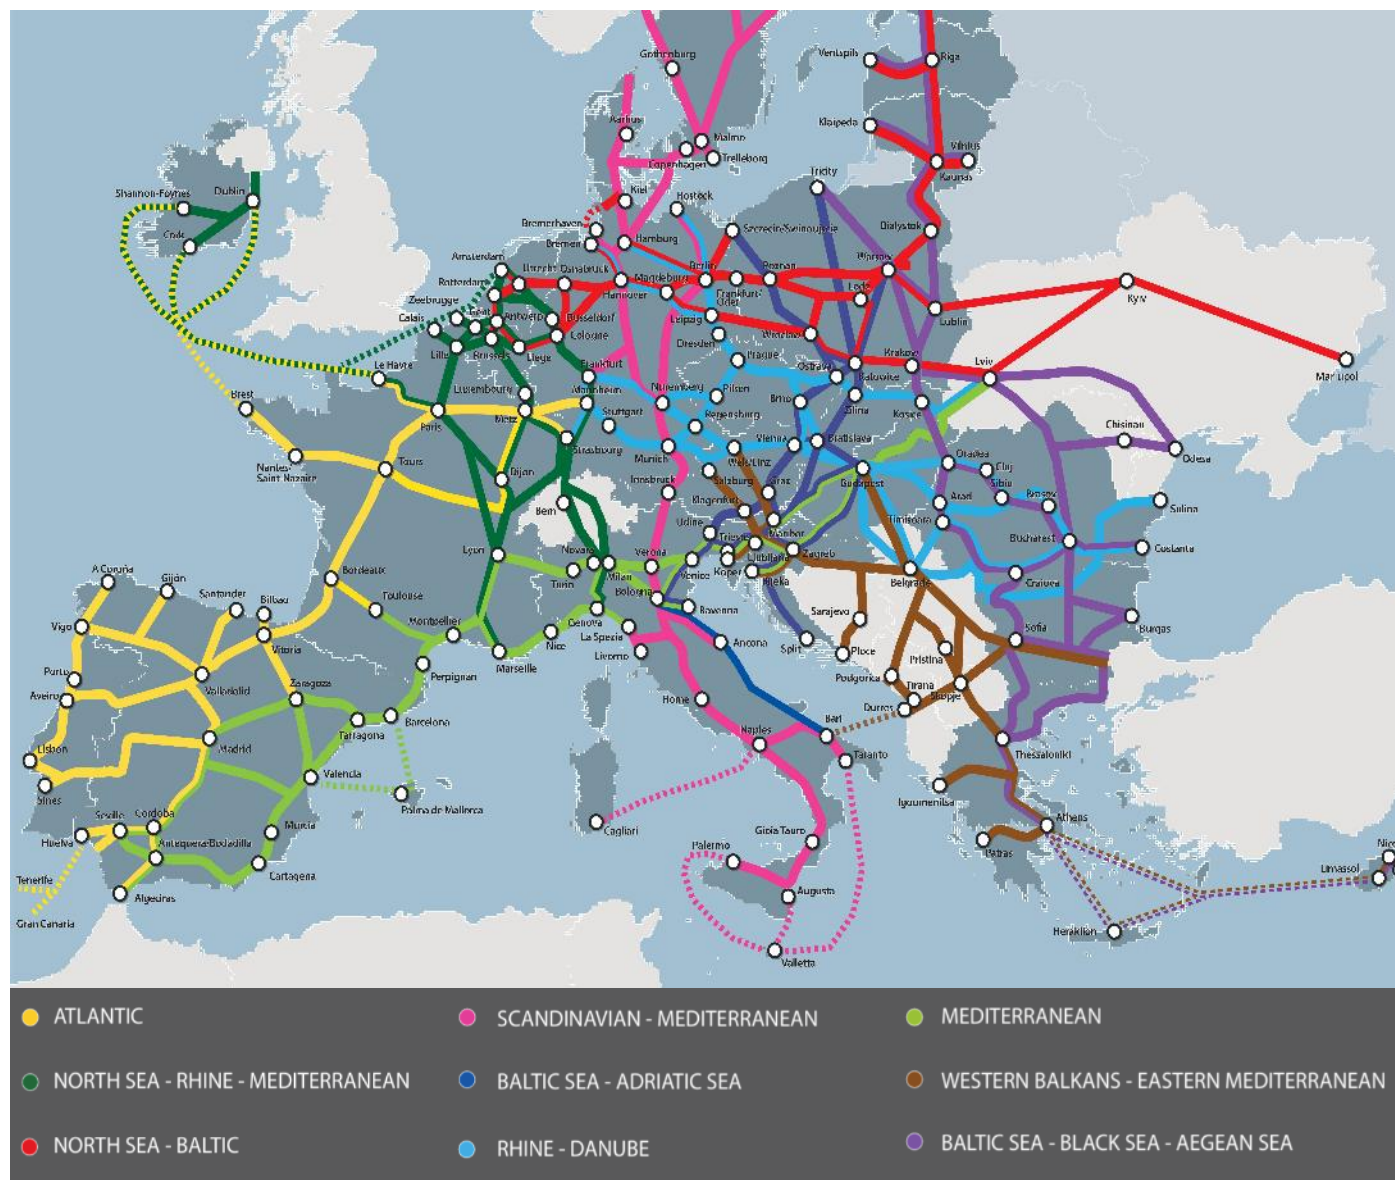 Gothenburg
Ventspils
Riga
Aarhus
Klaipeda
Malmo
Vilnius
Copenhagen
Trelleborg
Kaunas
Tricity
Shannon-Foynes
Dublin
Kiel
Rostock
Cork
Bremerhaven
Bremen
Hamburg
Szczecin/Swinoujscie
Bialystok
Amsterdam
Utrecht
Osnabruck
Magdeburg
Berlin
Poznan
Warsaw
Rotterdam
Hannover
Frankfurt/
Oder
Lodz
Kyiv
Zeebrugge
Gent
Antwerp
Dusseldorf
Leipzig
Lublin
Calais
Cologne
Dresden
Wroclaw
Lille
Brussels
Liege
Prague
Krakow
Lviv
Mariupol
Le Havre
Frankfurt
Ostrava
Katowice
Luxembourg
Mannheim
Nuremberg
Pilsen
Brno
Zilina
Kosice
Brest
Paris
Metz
Stuttgart
Regensburg
Chisinau
Strasbourg
Munich
Wels/Linz
Vienna
Bratislava
Odesa
Nantes-
Saint Nazaire
Tours
Dijon
Innsbruck
Salzburg
Graz
Budapest
Oradea
Cluj
Sibiu
Brasov
Bern
Klagenfurt
Arad
Sulina
Udine
Trieste
Maribor
Timisoara
Lyon
Novara
Milan
Verona
Venice
Koper
Ljubljana
Zagreb
Bucharest
Costanta
A Coruna
Gijón
Bordeaux
Turin
Rijeka
Belgrade
Craiova
Santander
Bilbao
Toulouse
Bologna
Ravenna
Sarajevo
Vigo
Montpellier
Genova
La Spezia
Nice
Ancona
Split
Ploce
Sofia
Burgas
Vitoria
Marseille
Livorno
Pristina
Porto
Valladolid
Zaragoza
Perpignan
Podgorica
Aveiro
Tirana
Skopje
Rome
Durres
Tarragona
Barcelona
Naples
Bari
Lisbon
Madrid
Taranto
Thessaloniki
Valencia
Sines
Palma de Mallorca
Igoumenitsa
Seville
Cordoba
Murcia
Cagliari
Gioia Tauro
Athens
Huelva
Antequera-Bobadilla
Palermo
Patras
Nico
Tenerife
Cartagena
Limassol
Algeciras
Augusta
Gran Canaria
Heraklion
Valletta
ATLANTIC
SCANDINAVIAN - MEDITERRANEAN
MEDITERRANEAN
NORTH SEA - RHINE - MEDITERRANEAN
BALTIC SEA - ADRIATIC SEA
WESTERN BALKANS - EASTERN MEDITERRANEAN
NORTH SEA - BALTIC
RHINE - DANUBE
BALTIC SEA - BLACK SEA - AEGEAN SEA